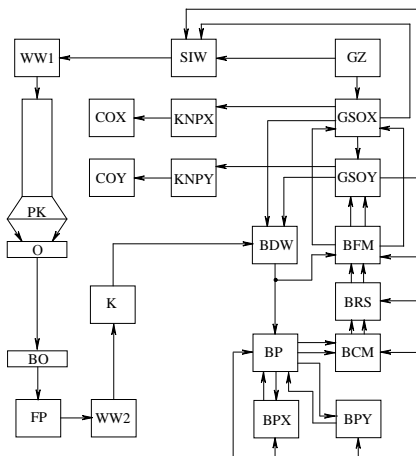 WW1
SIW
GZ
COX
KNPX
GSOX
COY
KNPY
GSOY
PK
O
BDW
BFM
K
BRS
BO
BP
BCM
FP
WW2
BPX
BPY